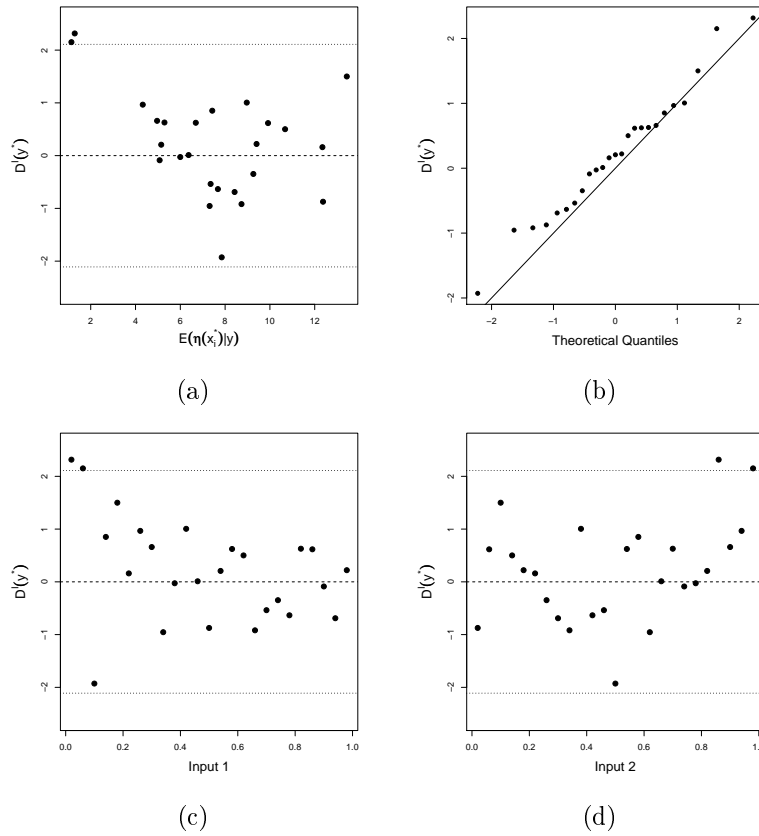 2
1
0
−1
−2
D^I(y*)
2 4 6 8 10 12
E(η(x_i^*)|y)
(a)
2
1
0
−1
−2
D^I(y*)
−2 −1 0 1 2
Theoretical Quantiles
(b)
2
1
0
−1
−2
D^I(y*)
0.0 0.2 0.4 0.6 0.8 1.0
Input 1
(c)
2
1
0
−1
−2
D^I(y*)
0.0 0.2 0.4 0.6 0.8 1.
Input 2
(d)